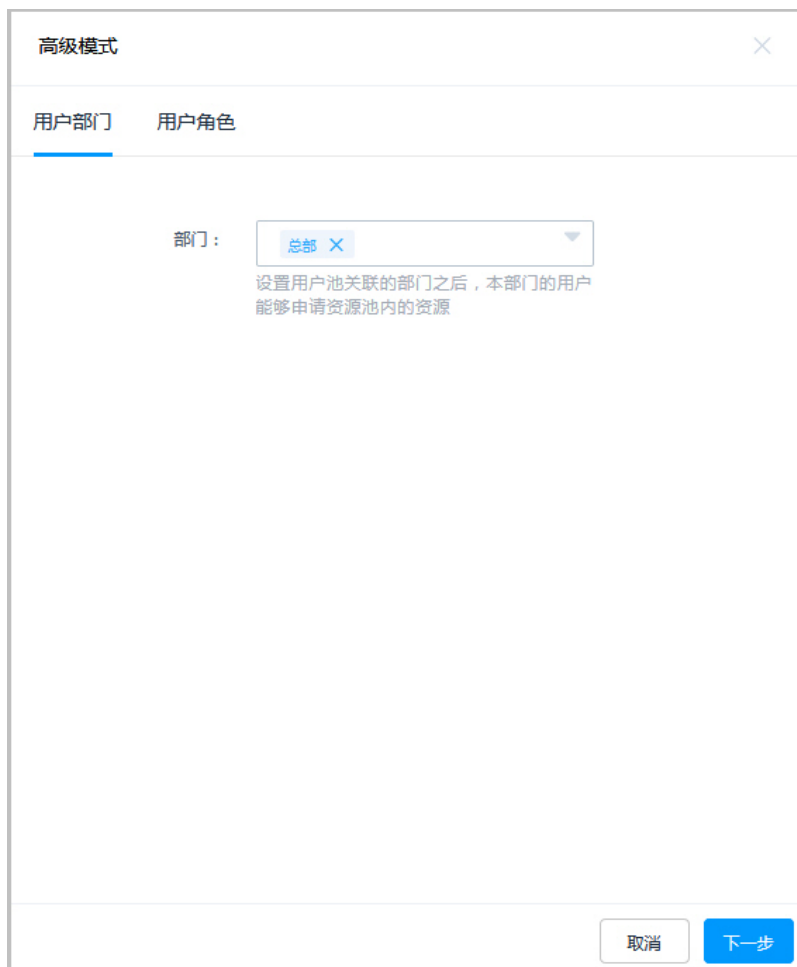 高级模式
用户部门 用户角色
部门：
总部
设置用户池关联的部门之后，本部门的用户
能够申请资源池内的资源
取消 下一步